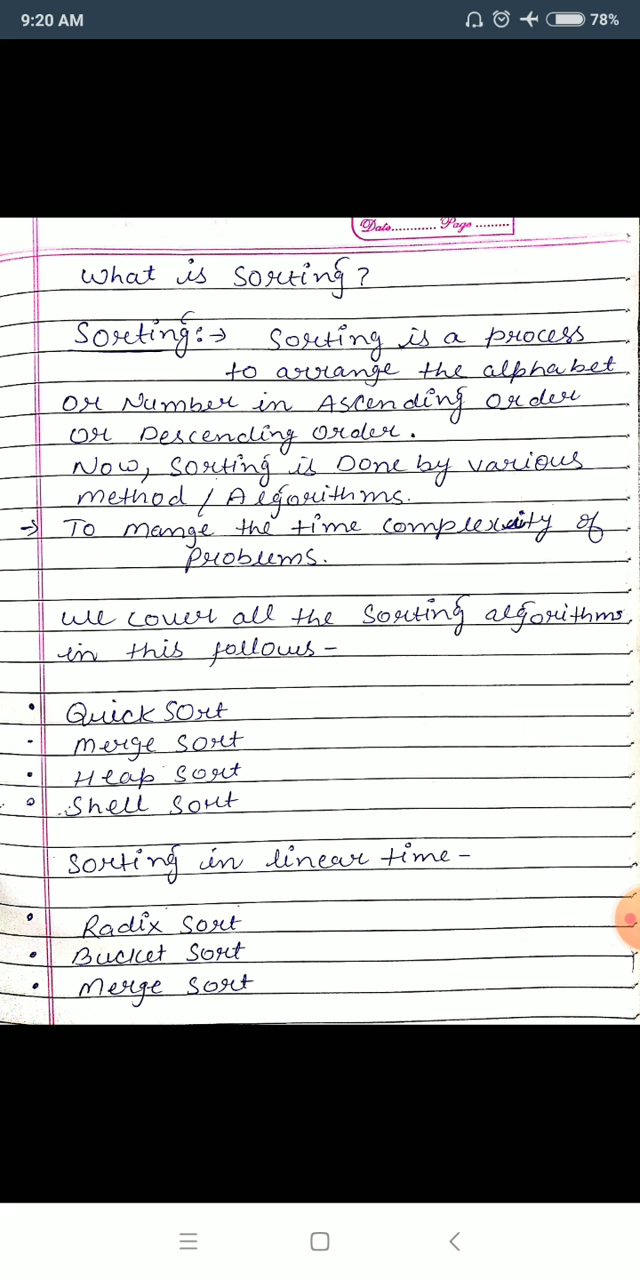 9:20 AM 78%
Date............ Page .........
What is Sorting?
Sorting:→ Sorting is a process
to arrange the alphabet
or Number in Ascending order
or Descending order.
Now, Sorting is Done by various
method / Algorithms.
→ To mange the time complexity of
problems.
we cover all the sorting algorithms
in this follows -
• Quick Sort
- Merge Sort
• Heap Sort
• Shell Sort
Sorting in linear time -
• Radix Sort
• Bucket Sort
• Merge Sort